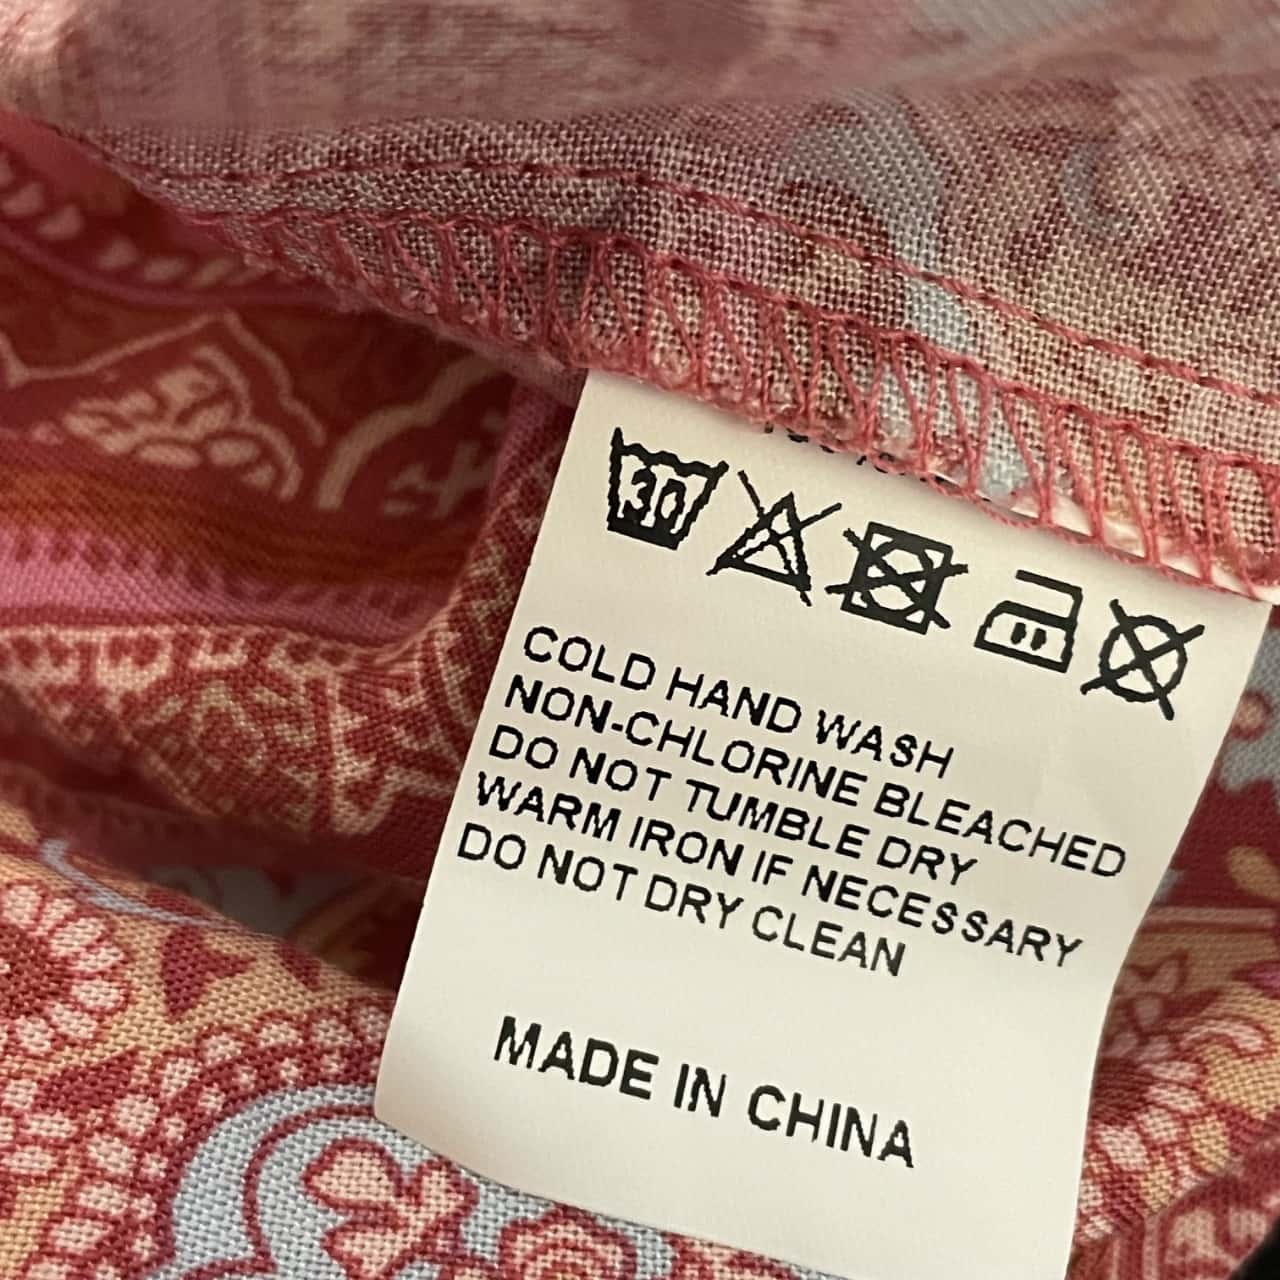 30
COLD HAND WASH
NON-CHLORINE BLEACHED
DO NOT TUMBLE DRY
WARM IRON IF NECESSARY
DO NOT DRY CLEAN
MADE IN CHINA